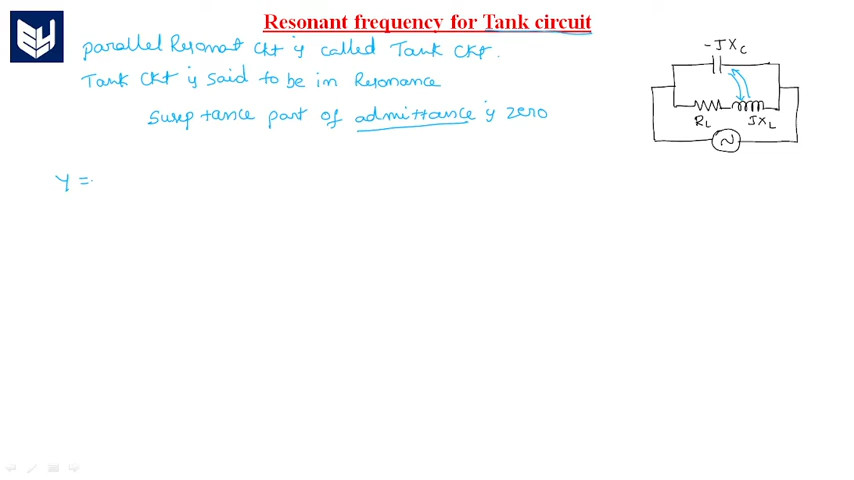 Resonant frequency for Tank circuit
parallel Resonat ckt is called Tank CKt.
Tank CKt is said to be in Resonance
Suseptance part of admittance is zero
-JXC
RL JXL
Y =